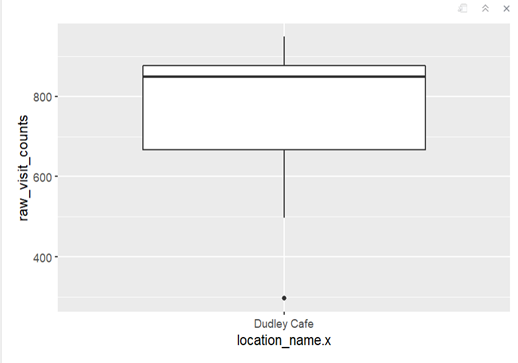 raw_visit_counts
800
600
400
Dudley Cafe
location_name.x